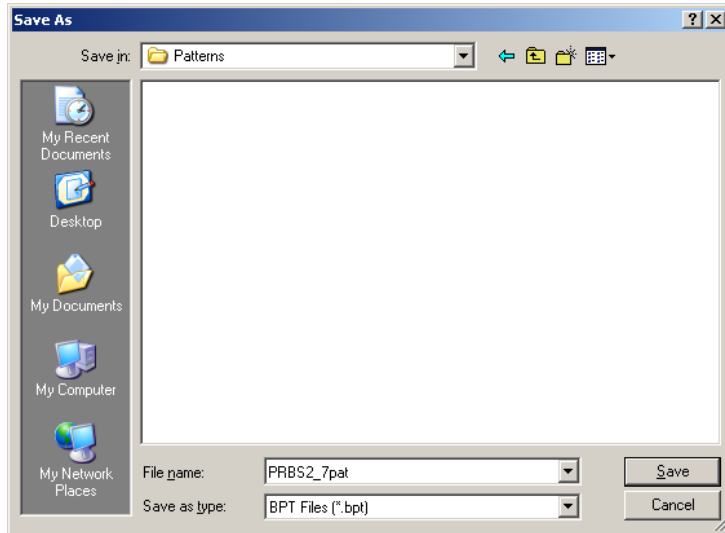 Save As
Save in:
Patterns
My Recent
Documents
Desktop
My Documents
My Computer
My Network
Places
File name:
PRBS2_7pat
Save
Save as type:
BPT Files (*.bpt)
Cancel